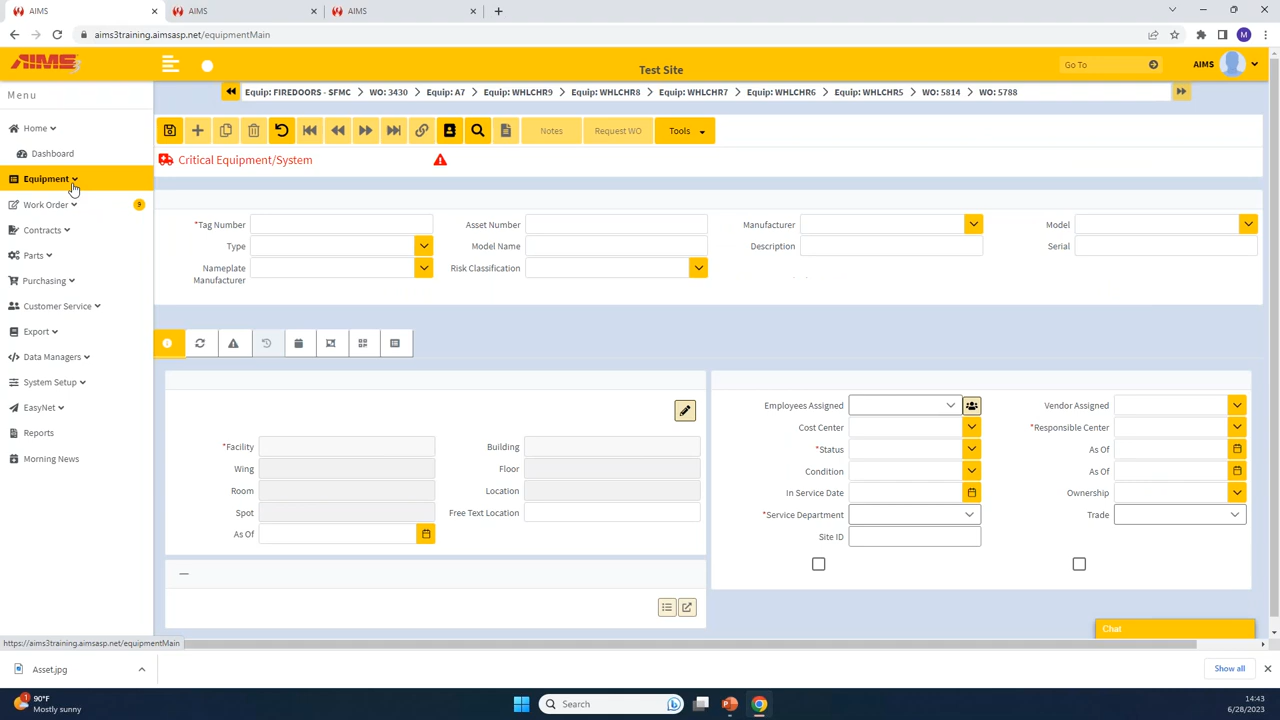 AIMS
AIMS
AIMS
aims3training.aimsasp.net/equipmentMain
M
AIMS
Test Site
Go To
AIMS
Menu
Equip: FIREDOORS - SFMC
WO: 3430
Equip: A7
Equip: WHLCHR9
Equip: WHLCHR8
Equip: WHLCHR7
Equip: WHLCHR6
Equip: WHLCHR5
WO: 5814
WO: 5788
Home
Dashboard
Equipment
Work Order
9
Contracts
Parts
Purchasing
Customer Service
Export
Data Managers
System Setup
EasyNet
Reports
Morning News
Notes
Request WO
Tools
Critical Equipment/System
*Tag Number
Asset Number
Manufacturer
Model
Type
Model Name
Description
Serial
Nameplate
Manufacturer
Risk Classification
*Facility
Building
Wing
Floor
Room
Location
Spot
Free Text Location
As Of
Employees Assigned
Vendor Assigned
Cost Center
*Responsible Center
*Status
As Of
Condition
As Of
In Service Date
Ownership
*Service Department
Trade
Site ID
Chat
https://aims3training.aimsasp.net/equipmentMain
Asset.jpg
Show all
90°F
Mostly sunny
Search
14:43
6/28/2023